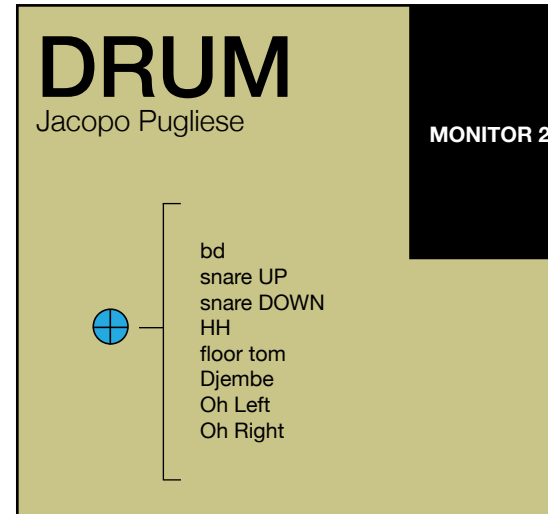 DRUM
Jacopo Pugliese
MONITOR 2
bd
snare UP
snare DOWN
HH
floor tom
Djembe
Oh Left
Oh Right